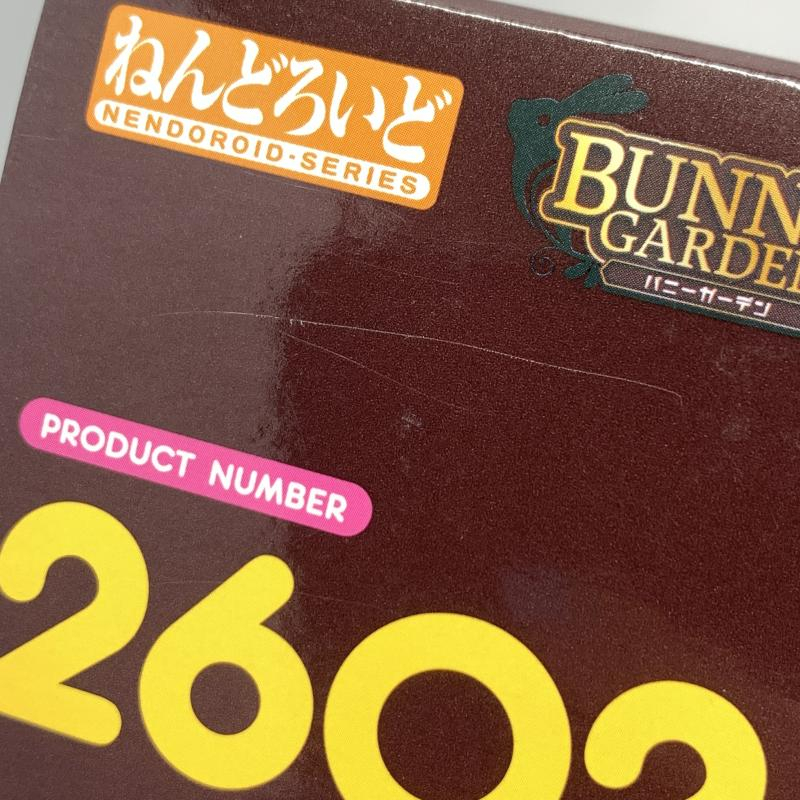 ねんどろいど
NENDOROID·SERIES
BUNN
GARDE
バニーガーデン
PRODUCT NUMBER
260